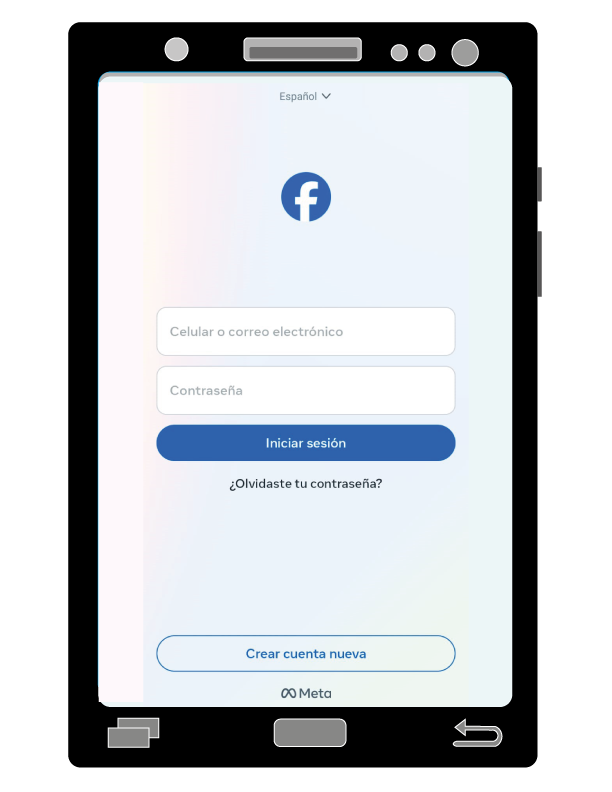 Español
Celular o correo electrónico
Contraseña
Iniciar sesión
¿Olvidaste tu contraseña?
Crear cuenta nueva
Meta